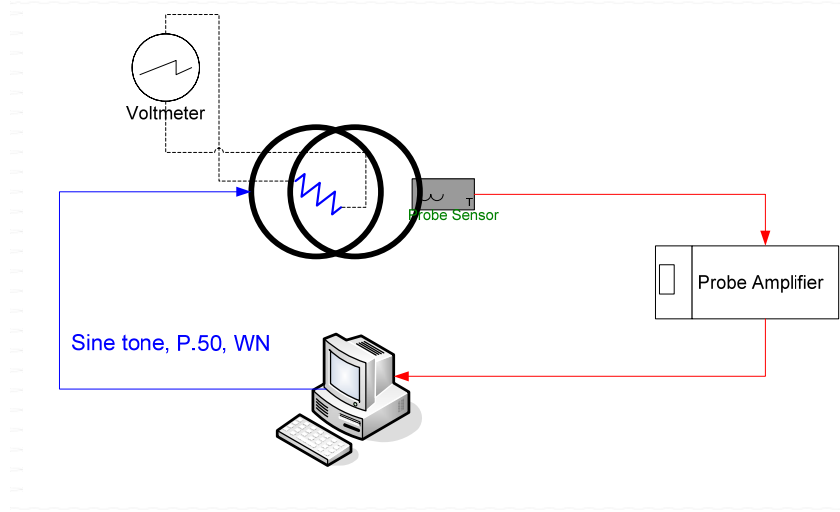 Voltmeter
T
Probe Sensor
Probe Amplifier
Sine tone, P.50, WN